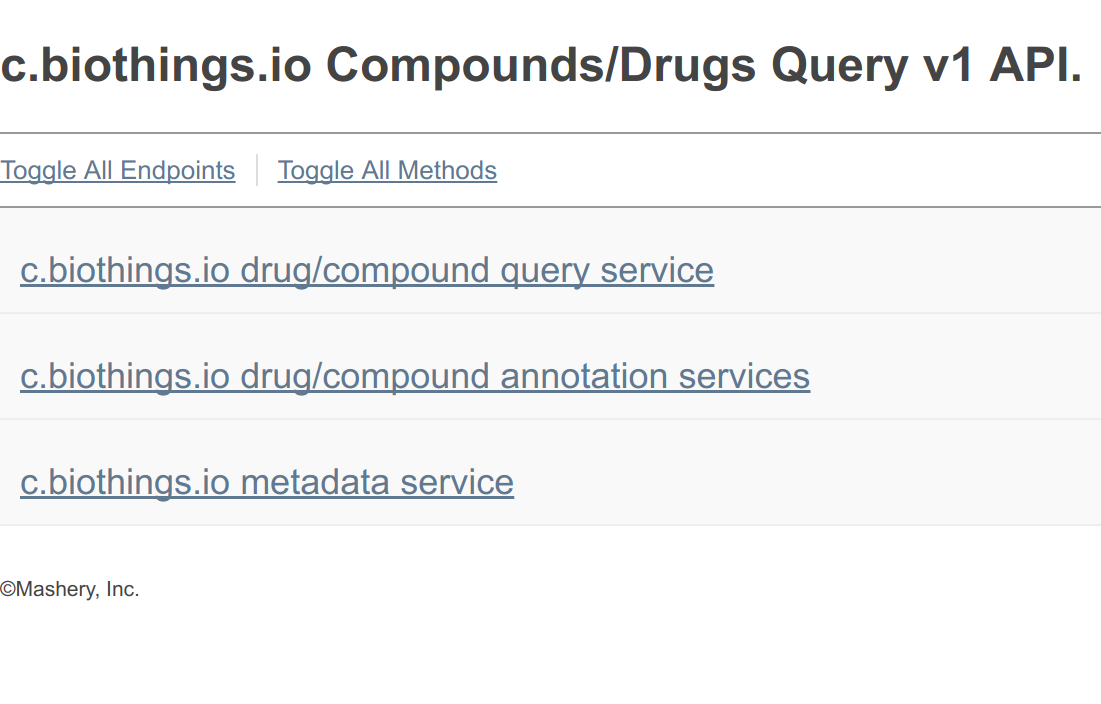 c.biothings.io Compounds/Drugs Query v1 API.
Toggle All Endpoints Toggle All Methods
c.biothings.io drug/compound query service
c.biothings.io drug/compound annotation services
c.biothings.io metadata service
©Mashery, Inc.